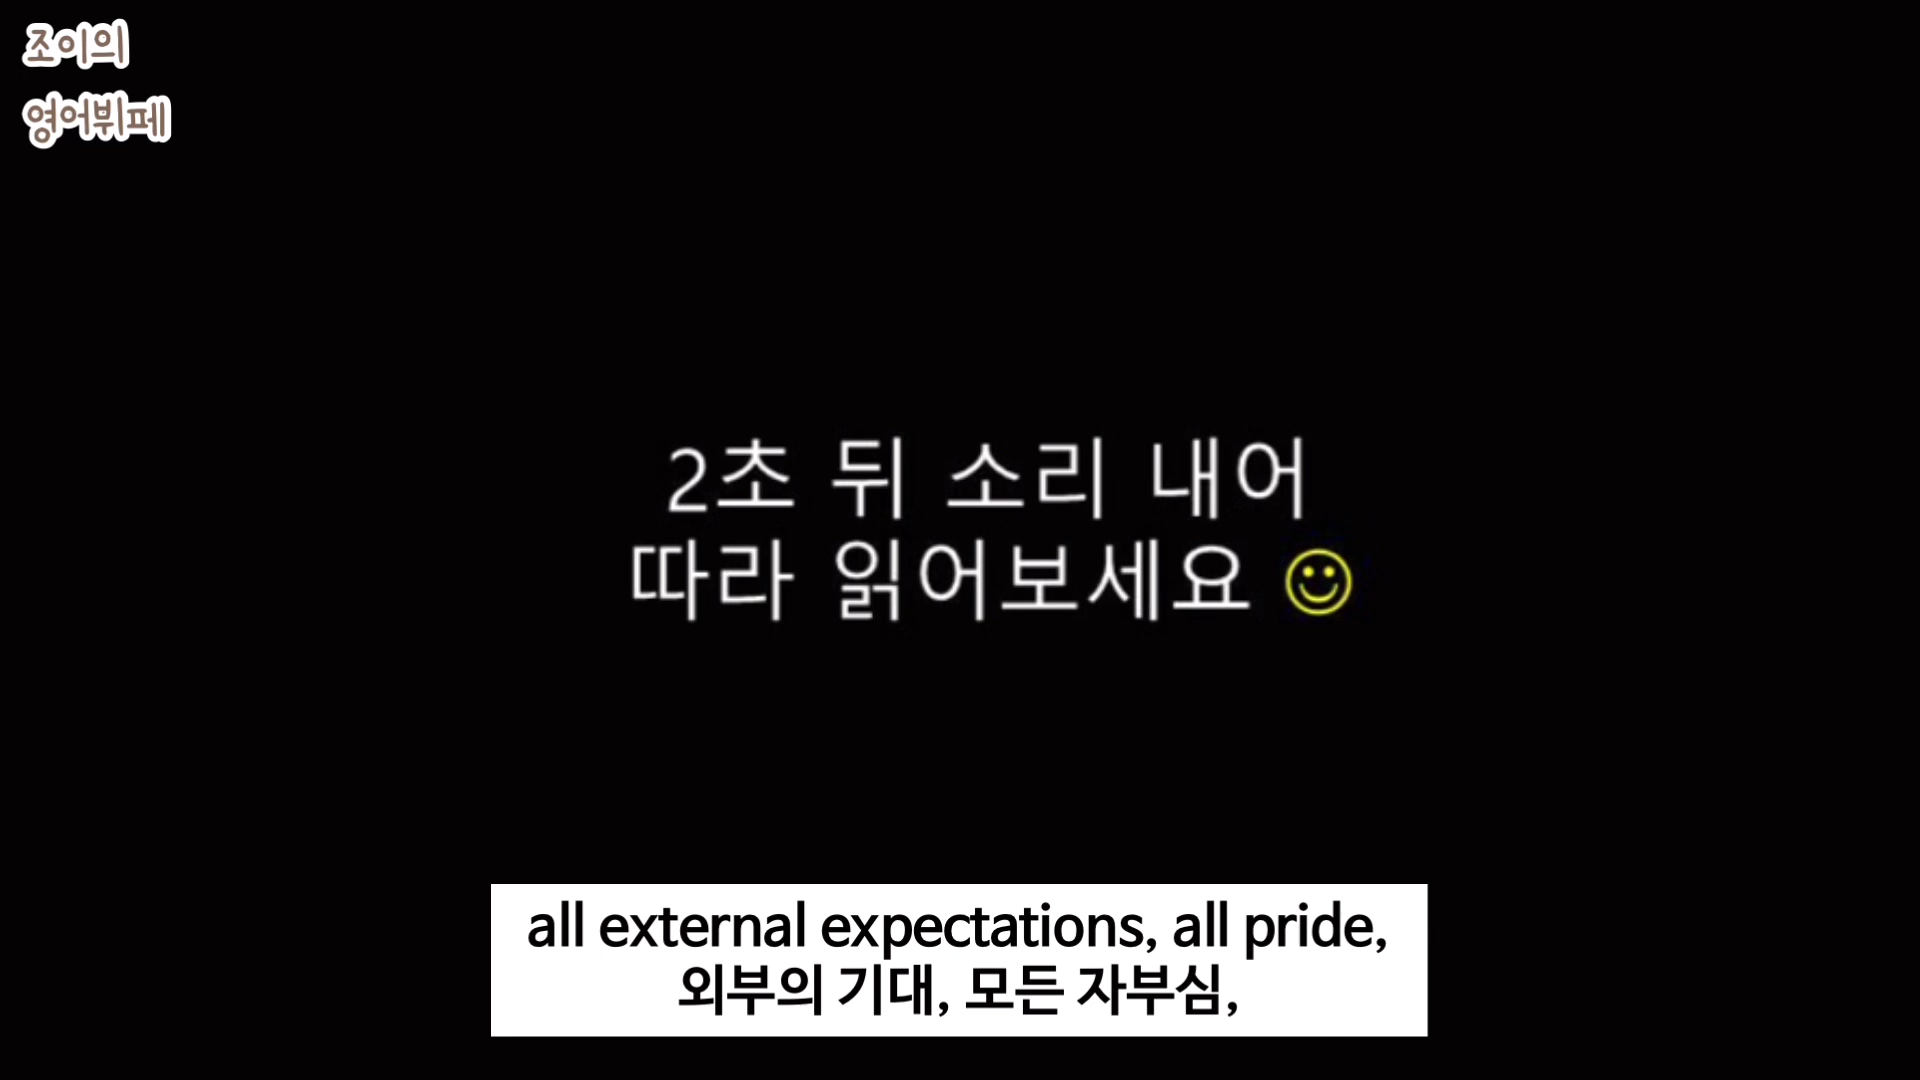 조이의
영어뷔페
2초 뒤 소리 내어
따라 읽어보세요
all external expectations, all pride,
외부의 기대, 모든 자부심,